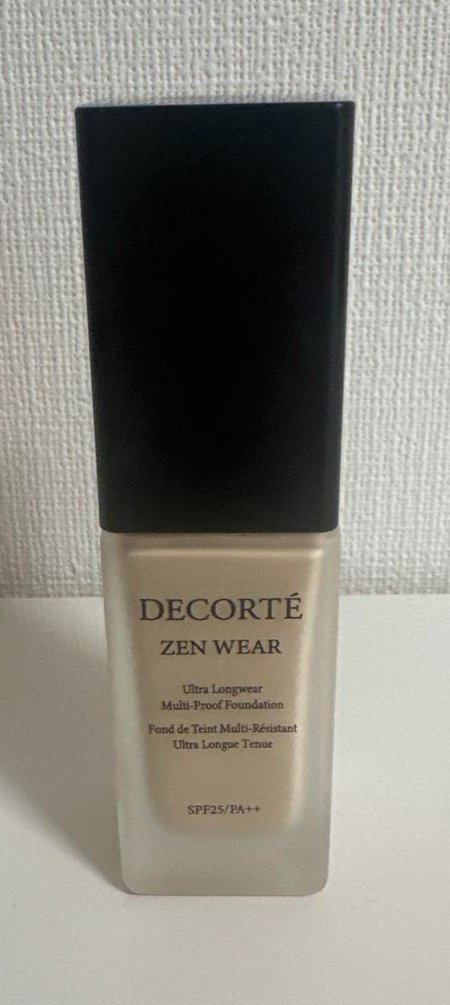 DECORTÉ
ZEN WEAR
Ultra Longwear
Multi-Proof Foundation
Fond de Teint Multi-Résistant
Ultra Longue Tenue
SPF25/PA++